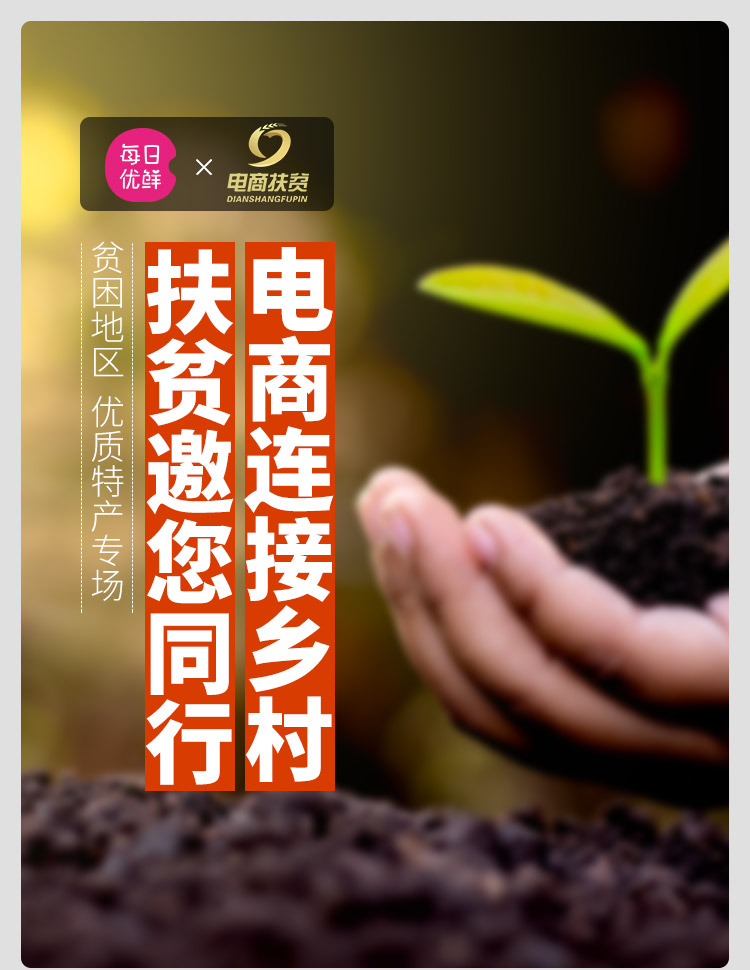 每日
优鲜
×
电商扶贫
DIANSHANGFUPIN
电商连接乡村
扶贫邀您同行
贫困地区 优质特产专场